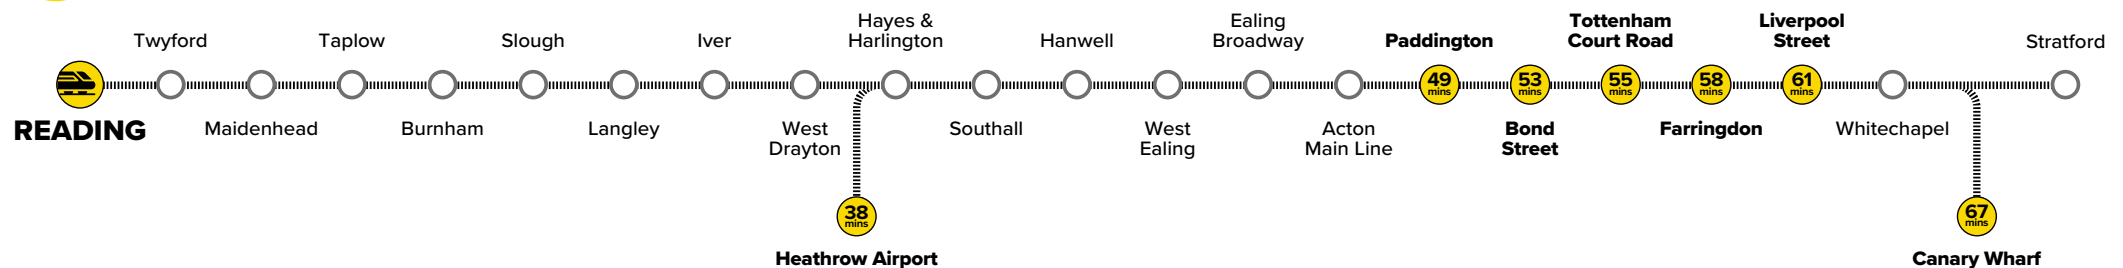 READING
Twyford
Maidenhead
Taplow
Burnham
Slough
Langley
Iver
West
Drayton
38
mins
Heathrow Airport
Hayes &
Harlington
Southall
Hanwell
West
Ealing
Ealing
Broadway
Acton
Main Line
Paddington
49
mins
53
mins
Bond
Street
Tottenham
Court Road
55
mins
58
mins
Farringdon
Liverpool
Street
61
mins
Whitechapel
67
mins
Canary Wharf
Stratford